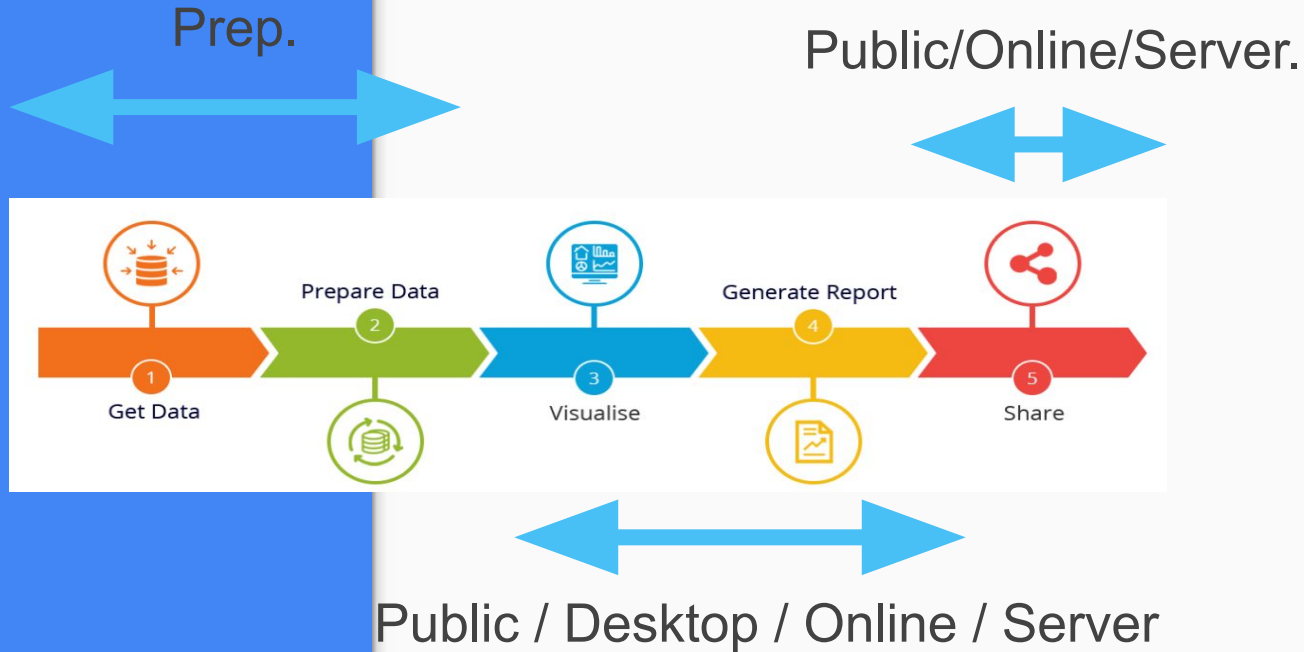 Prep.
Public/Online/Server.
Prepare Data
Generate Report
2
4
1
3
5
Get Data
Visualise
Share
Public / Desktop / Online / Server